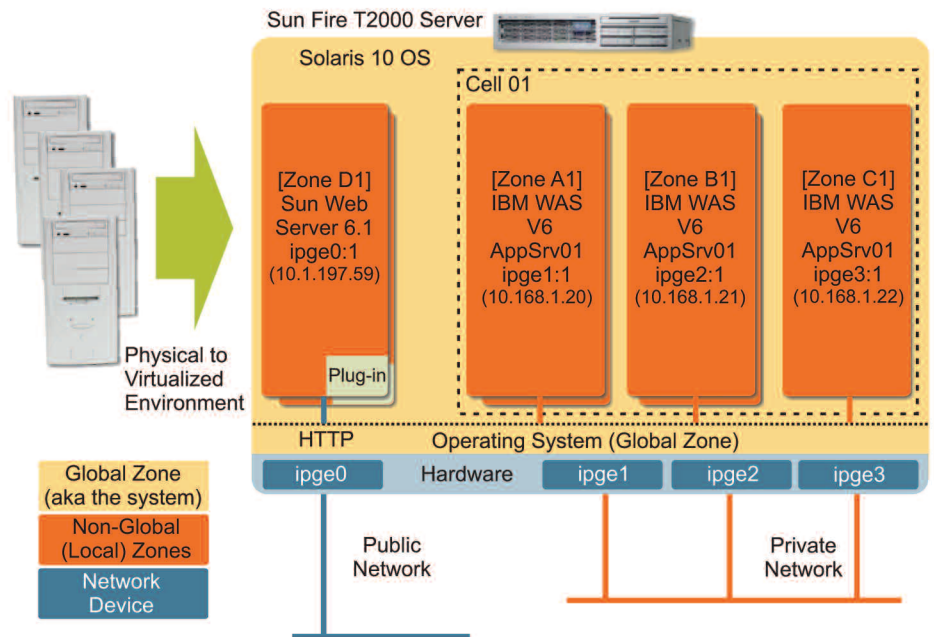 Sun Fire T2000 Server
Solaris 10 OS
Cell 01
[Zone D1]
Sun Web
Server 6.1
ipge0:1
(10.1.197.59)
Plug-in
[Zone A1]
IBM WAS
V6
AppSrv01
ipge1:1
(10.168.1.20)
[Zone B1]
IBM WAS
V6
AppSrv01
ipge2:1
(10.168.1.21)
[Zone C1]
IBM WAS
V6
AppSrv01
ipge3:1
(10.168.1.22)
Physical to
Virtualized
Environment
HTTP
Operating System (Global Zone)
ipge0
Hardware
ipge1
ipge2
ipge3
Global Zone
(aka the system)
Non-Global
(Local) Zones
Network
Device
Public
Network
Private
Network